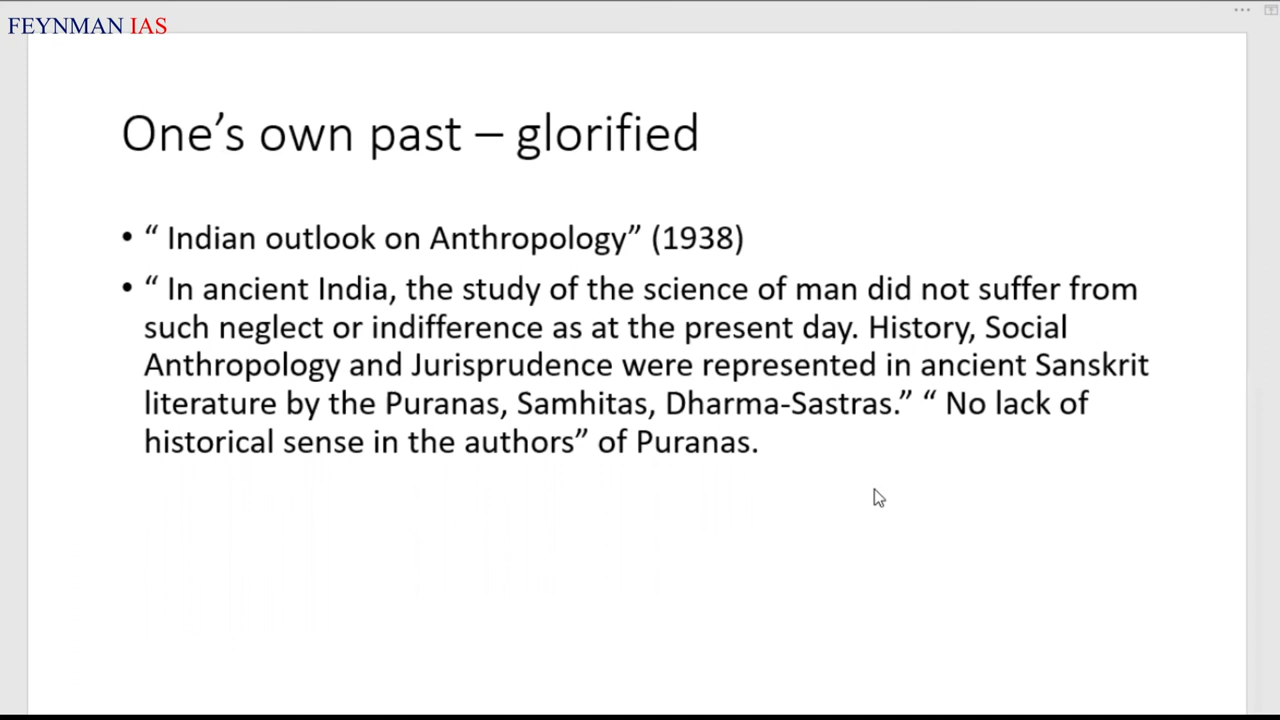 FEYNMAN IAS
One’s own past – glorified
• “ Indian outlook on Anthropology” (1938)
• “ In ancient India, the study of the science of man did not suffer from
such neglect or indifference as at the present day. History, Social
Anthropology and Jurisprudence were represented in ancient Sanskrit
literature by the Puranas, Samhitas, Dharma-Sastras.” “ No lack of
historical sense in the authors” of Puranas.